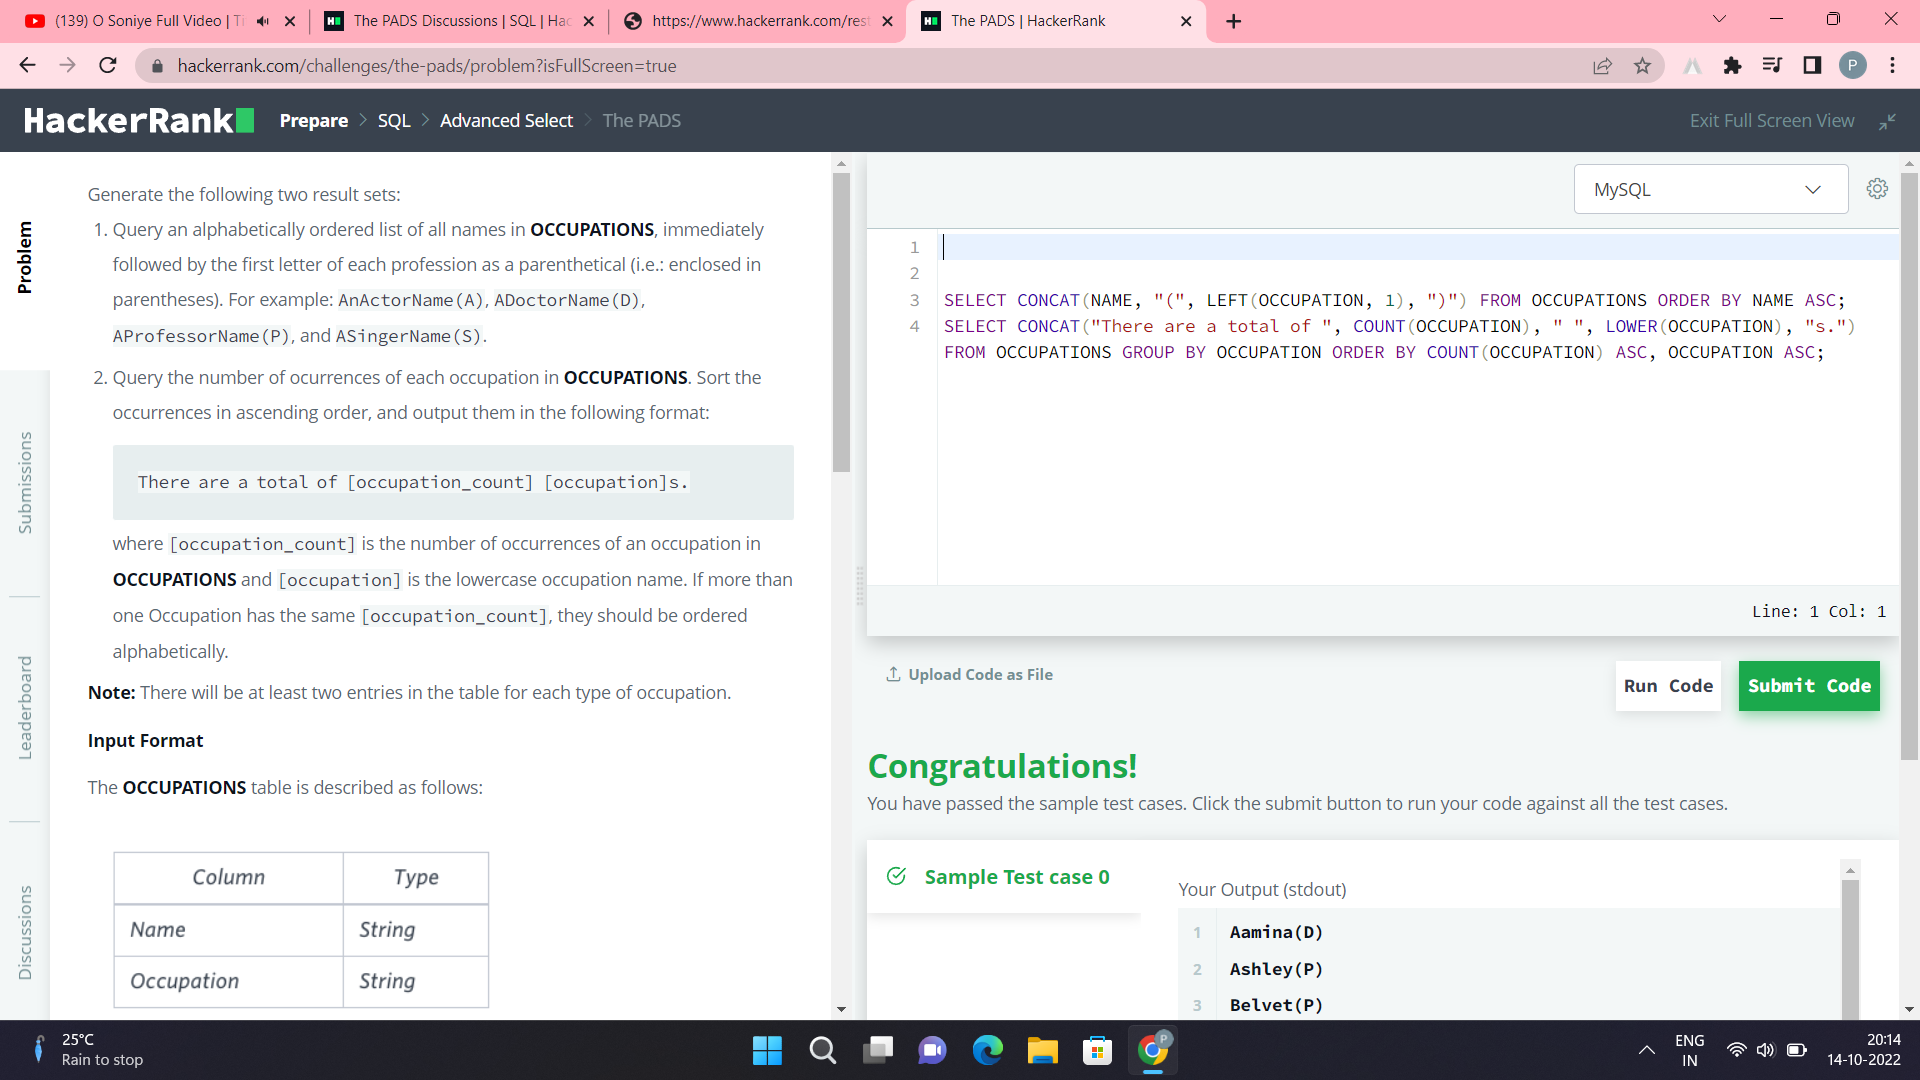 (139) O Soniye Full Video | Ti
The PADS Discussions | SQL | Hac
https://www.hackerrank.com/rest
The PADS | HackerRank
hackerrank.com/challenges/the-pads/problem?isFullScreen=true
P
HackerRank
Prepare > SQL > Advanced Select > The PADS
Exit Full Screen View
Problem
Submissions
Leaderboard
Discussions
Generate the following two result sets:
1. Query an alphabetically ordered list of all names in OCCUPATIONS, immediately
followed by the first letter of each profession as a parenthetical (i.e.: enclosed in
parentheses). For example: AnActorName(A), ADoctorName(D),
AProfessorName(P), and ASingerName(S).
2. Query the number of ocurrences of each occupation in OCCUPATIONS. Sort the
occurrences in ascending order, and output them in the following format:
There are a total of [occupation_count] [occupation]s.
where [occupation_count] is the number of occurrences of an occupation in
OCCUPATIONS and [occupation] is the lowercase occupation name. If more than
one Occupation has the same [occupation_count], they should be ordered
alphabetically.
Note: There will be at least two entries in the table for each type of occupation.
Input Format
The OCCUPATIONS table is described as follows:
Column Type
Name String
Occupation String
MySQL
1
2
3 SELECT CONCAT(NAME, "(", LEFT(OCCUPATION, 1), ")") FROM OCCUPATIONS ORDER BY NAME ASC;
4 SELECT CONCAT("There are a total of ", COUNT(OCCUPATION), " ", LOWER(OCCUPATION), "s.")
FROM OCCUPATIONS GROUP BY OCCUPATION ORDER BY COUNT(OCCUPATION) ASC, OCCUPATION ASC;
Line: 1 Col: 1
Upload Code as File
Run Code
Submit Code
Congratulations!
You have passed the sample test cases. Click the submit button to run your code against all the test cases.
Sample Test case 0
Your Output (stdout)
1 Aamina(D)
2 Ashley(P)
3 Belvet(P)
25°C
Rain to stop
P
ENG
IN
20:14
14-10-2022